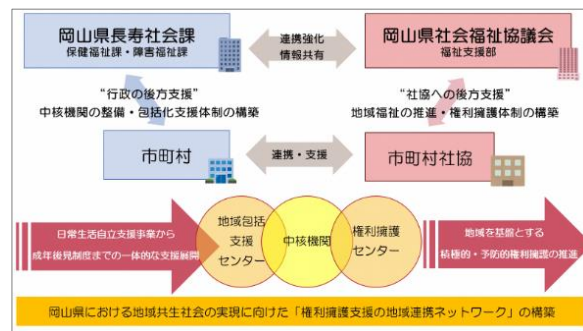 岡山県長寿社会課
保健福祉課・障害福祉課
連携強化
情報共有
岡山県社会福祉協議会
福祉支援部
“行政の後方支援”
中核機関の整備・包括化支援体制の構築
“社協への後方支援”
地域福祉の推進・権利擁護体制の構築
市町村
連携・支援
市町村社協
日常生活自立支援事業から
成年後見制度までの一体的な支援展開
地域包括
支援
センター
中核機関
権利擁護
センター
地域を基盤とする
積極的・予防的権利擁護の推進
岡山県における地域共生社会の実現に向けた「権利擁護支援の地域連携ネットワーク」の構築